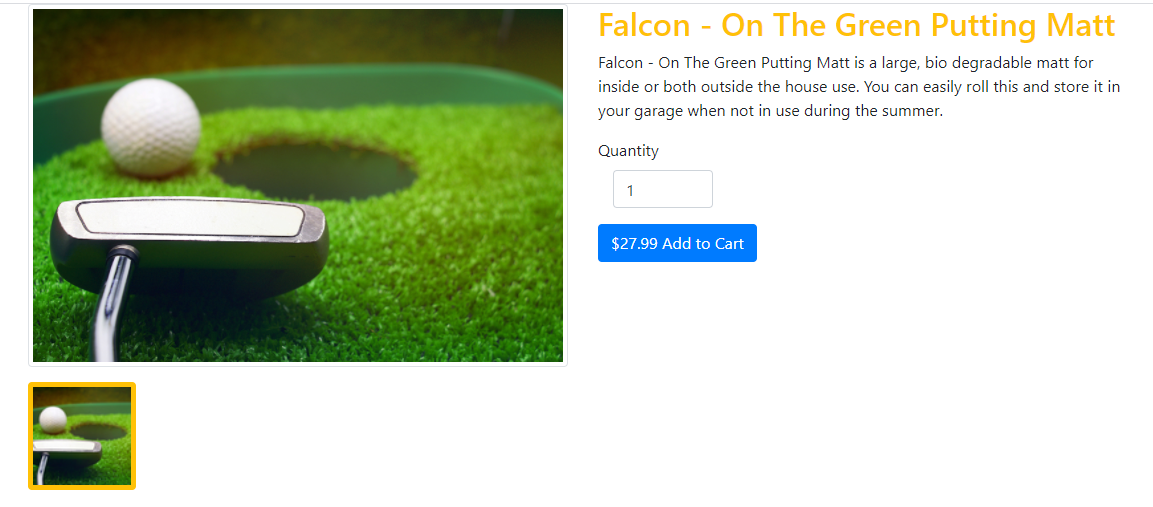 Falcon - On The Green Putting Matt
Falcon - On The Green Putting Matt is a large, bio degradable matt for
inside or both outside the house use. You can easily roll this and store it in
your garage when not in use during the summer.
Quantity
1
$27.99 Add to Cart